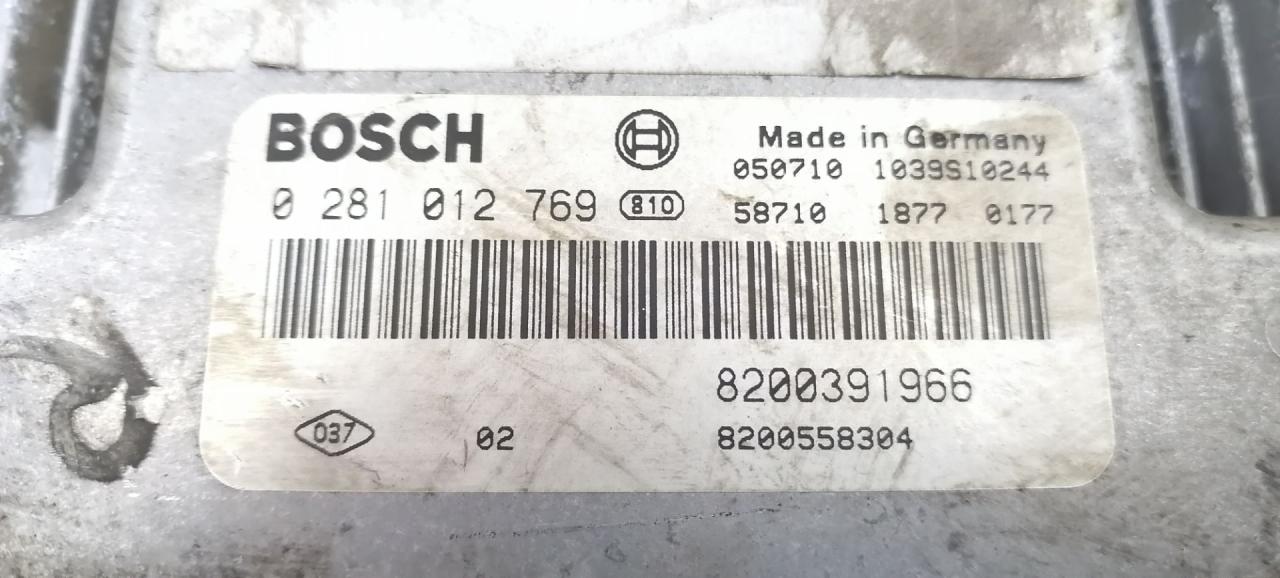 BOSCH
Made in Germany
050710 1039S10244
0 281 012 769 810
58710 1877 0177
8200391966
037 02 8200558304